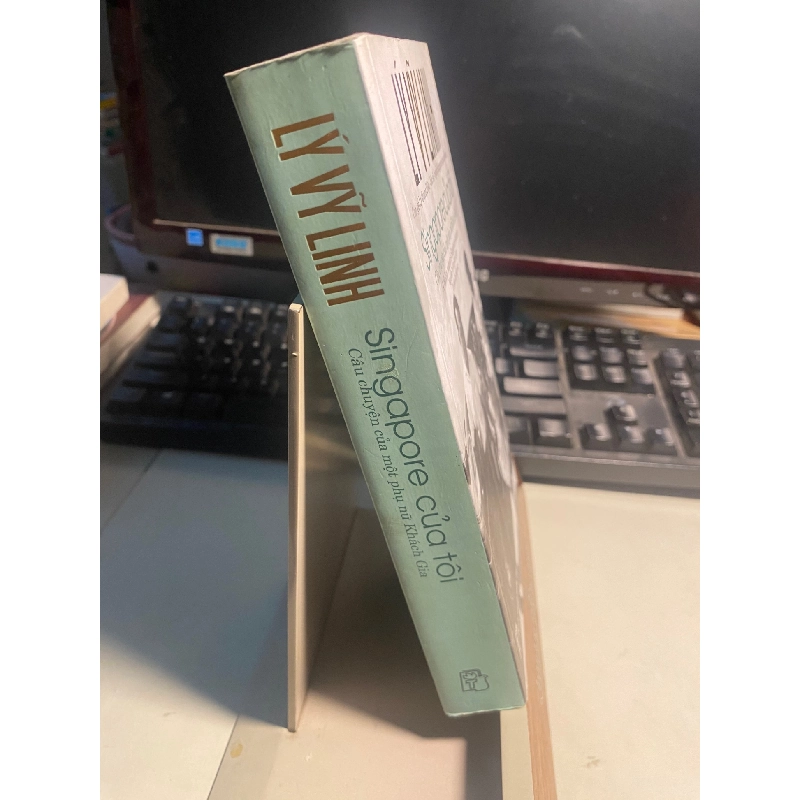 LÝ VỸ LINH
Singapore của tôi
Câu chuyện của một phụ nữ Khách Gia